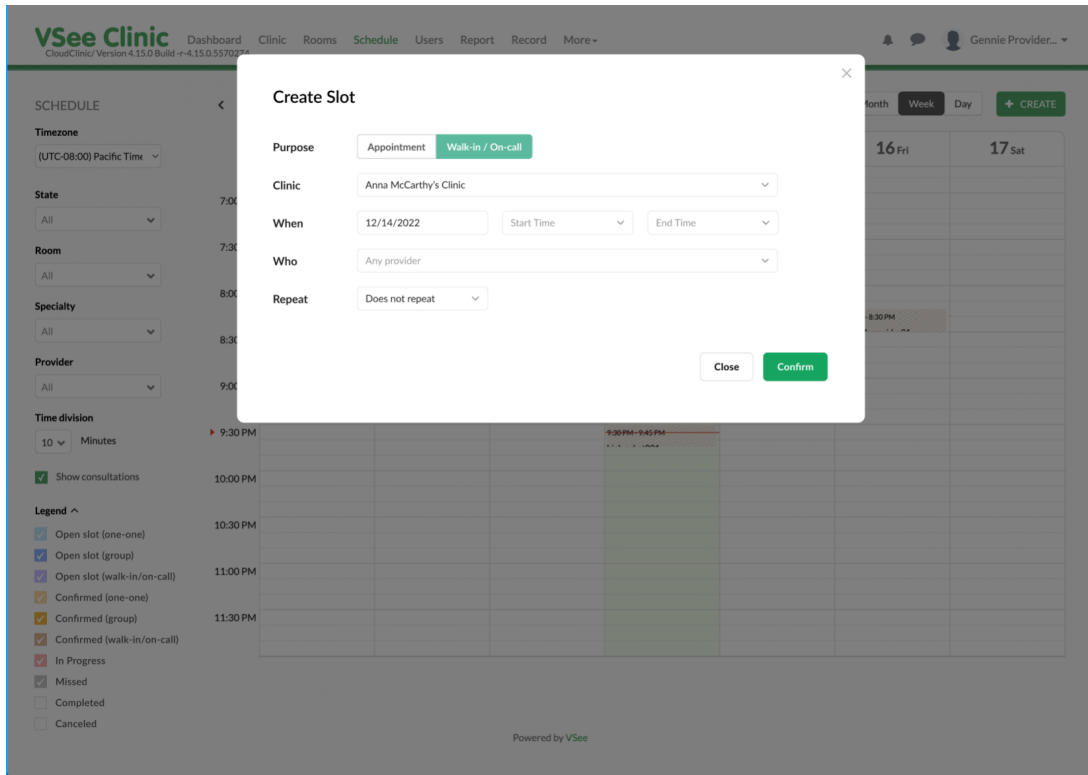 VSee Clinic
CloudClinic/ Version 4.15.0 Build -r-4.15.0.5570274
Dashboard Clinic Rooms Schedule Users Report Record More
Gennie Provider...
Create Slot
Purpose Appointment Walk-in / On-call
Clinic Anna McCarthy's Clinic
When 12/14/2022 Start Time End Time
Who Any provider
Repeat Does not repeat
Close Confirm
SCHEDULE
Timezone
(UTC-08:00) Pacific Time
State
All
Room
All
Specialty
All
Provider
All
Time division
10 Minutes
Show consultations
Legend
Open slot (one-one)
Open slot (group)
Open slot (walk-in/on-call)
Confirmed (one-one)
Confirmed (group)
Confirmed (walk-in/on-call)
In Progress
Missed
Completed
Canceled
Month Week Day + CREATE
16 Fri 17 Sat
7:00
7:30
8:00
8:30
9:00
9:30 PM
10:00 PM
10:30 PM
11:00 PM
11:30 PM
- 8:30 PM
9:30 PM - 9:45 PM
Powered by VSee